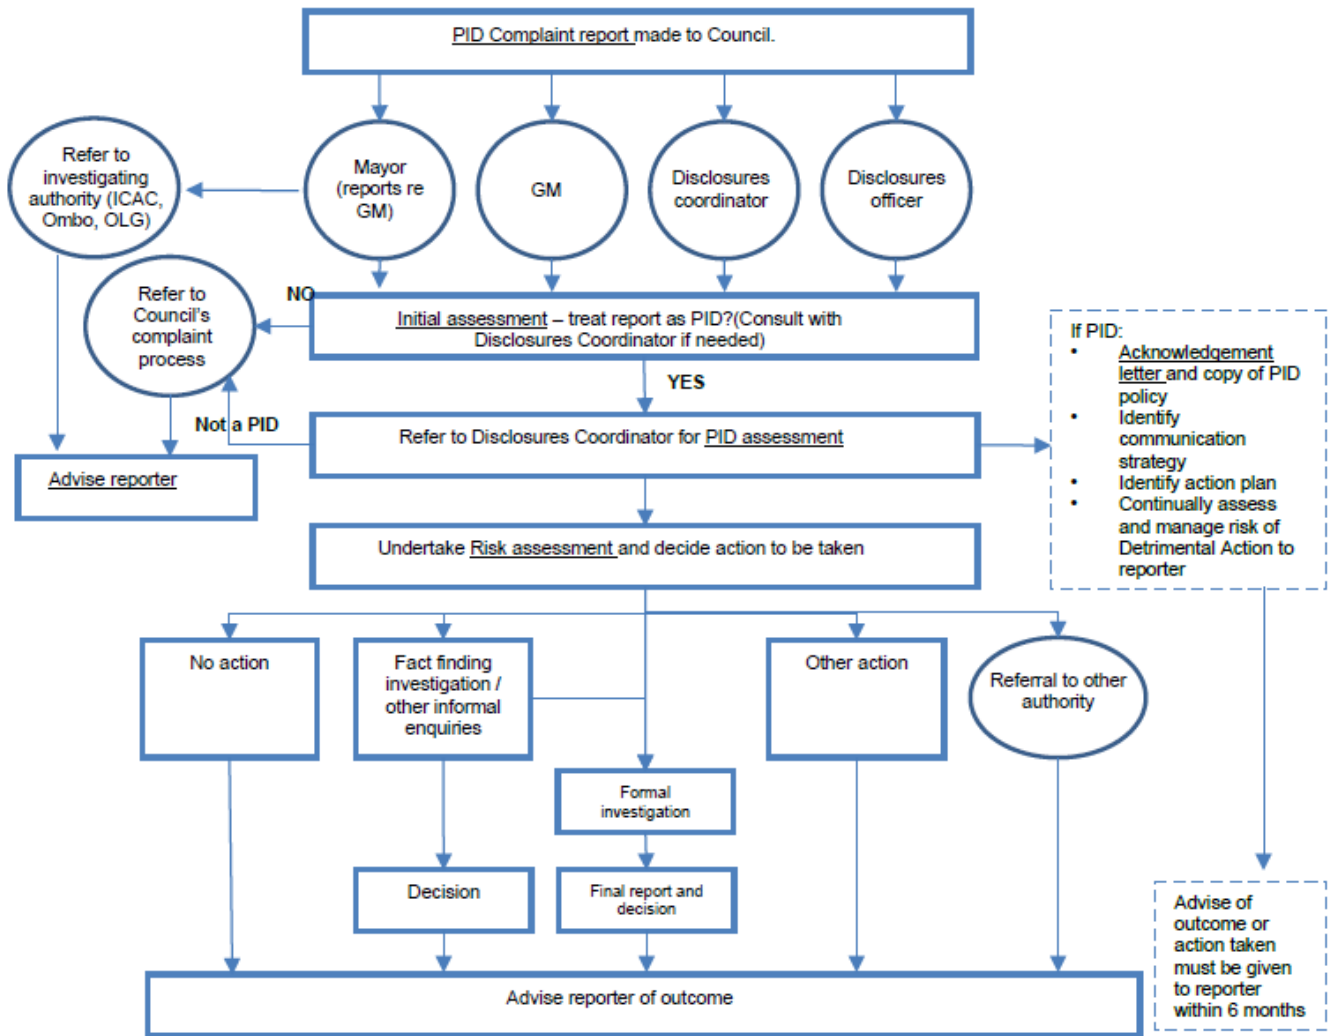 PID Complaint report made to Council.
Refer to
investigating
authority (ICAC,
Ombo, OLG)
Mayor
(reports re
GM)
GM
Disclosures
coordinator
Disclosures
officer
NO
Refer to
Council's
complaint
process
Initial assessment – treat report as PID?(Consult with
Disclosures Coordinator if needed)
YES
If PID:
• Acknowledgement
letter and copy of PID
policy
• Identify
communication
strategy
• Identify action plan
• Continually assess
and manage risk of
Detrimental Action to
reporter
Not a PID
Refer to Disclosures Coordinator for PID assessment
Advise reporter
Undertake Risk assessment and decide action to be taken
No action
Fact finding
investigation /
other informal
enquiries
Other action
Referral to other
authority
Formal
investigation
Decision
Final report and
decision
Advise of
outcome or
action taken
must be given
to reporter
within 6 months
Advise reporter of outcome